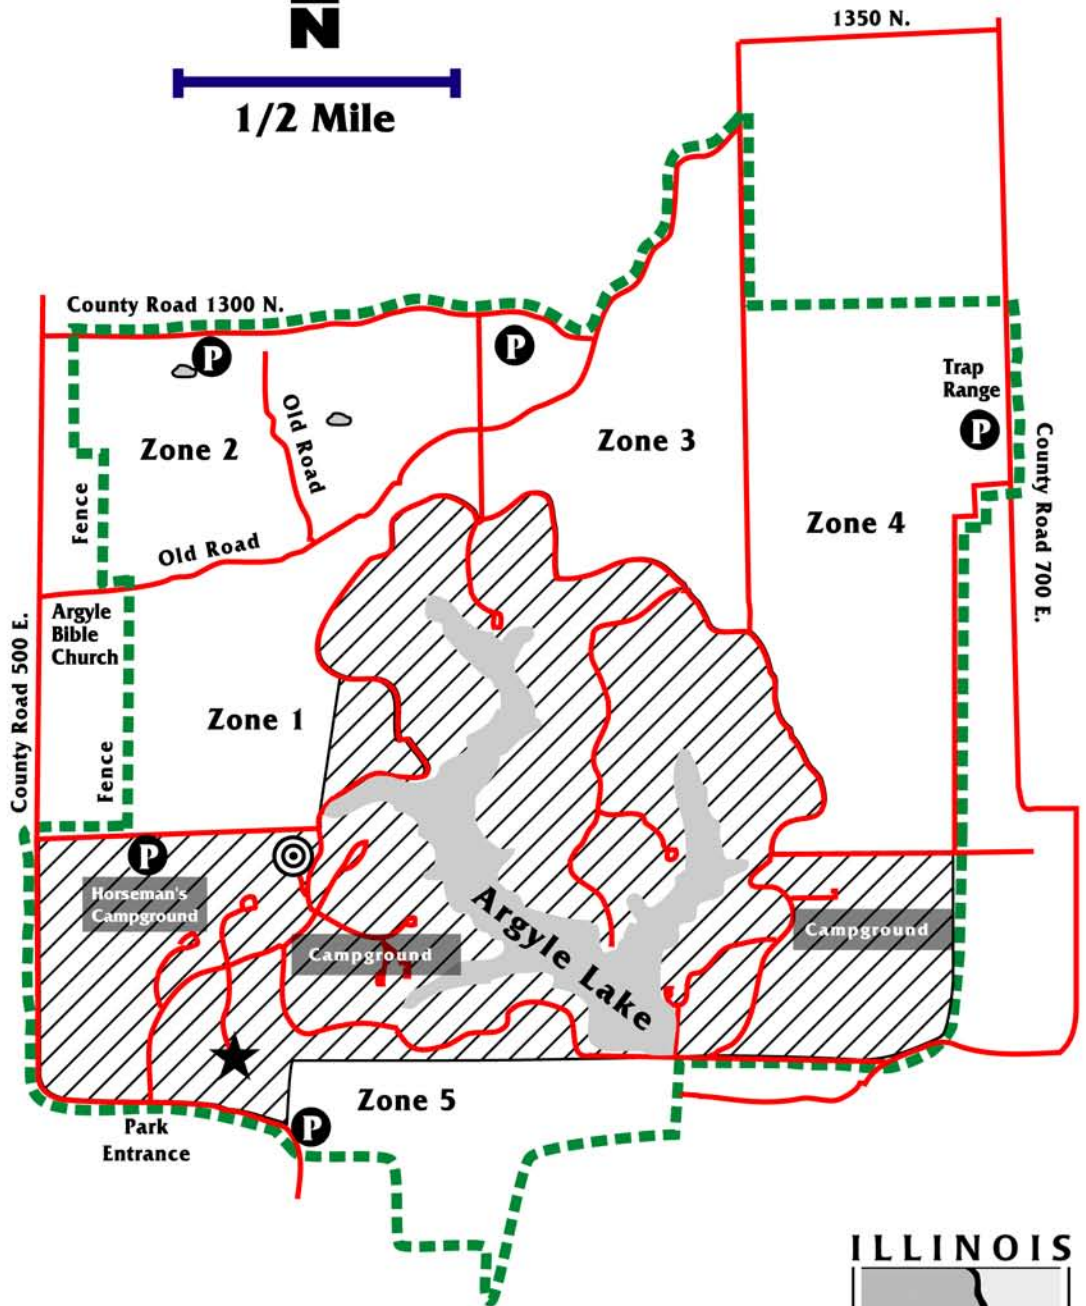 N
1350 N.
1/2 Mile
County Road 1300 N.
P
P
Trap
Range
P
Old Road
Zone 2
Zone 3
Fence
Zone 4
County Road 700 E.
Old Road
Argyle
Bible
Church
County Road 500 E.
Zone 1
Fence
P
Horseman's
Campground
Argyle Lake
Campground
Campground
Zone 5
P
Park
Entrance
ILLINOIS